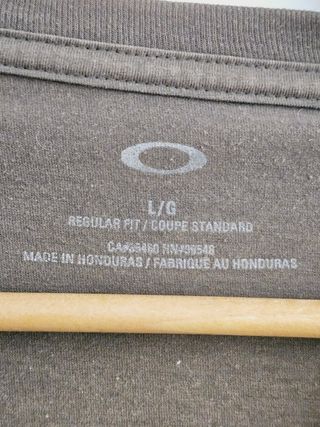 L/G
REGULAR FIT / COUPE STANDARD
MADE IN HONDURAS / FABRIQUE AU HONDURAS